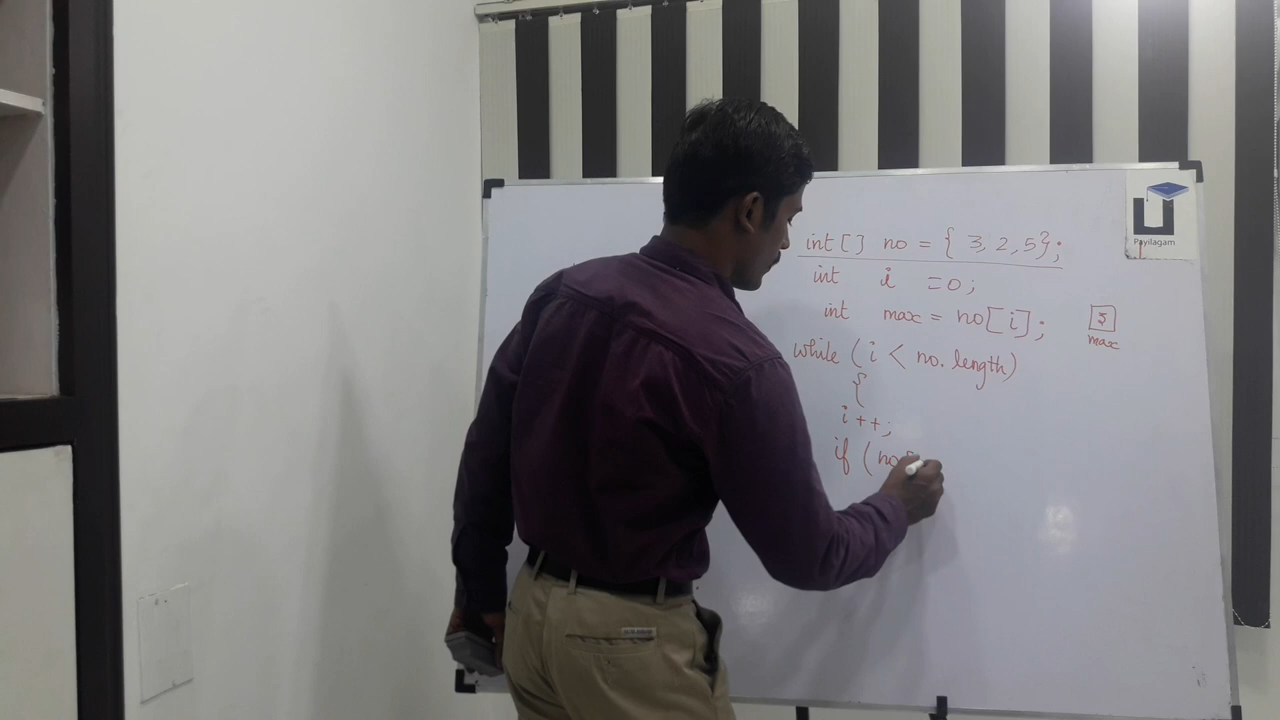 Payilagam
int [ ] no = { 3, 2, 5};
int i = 0;
int max = no[i];
3
max
while (i < no. length)
{
i ++;
if ( no